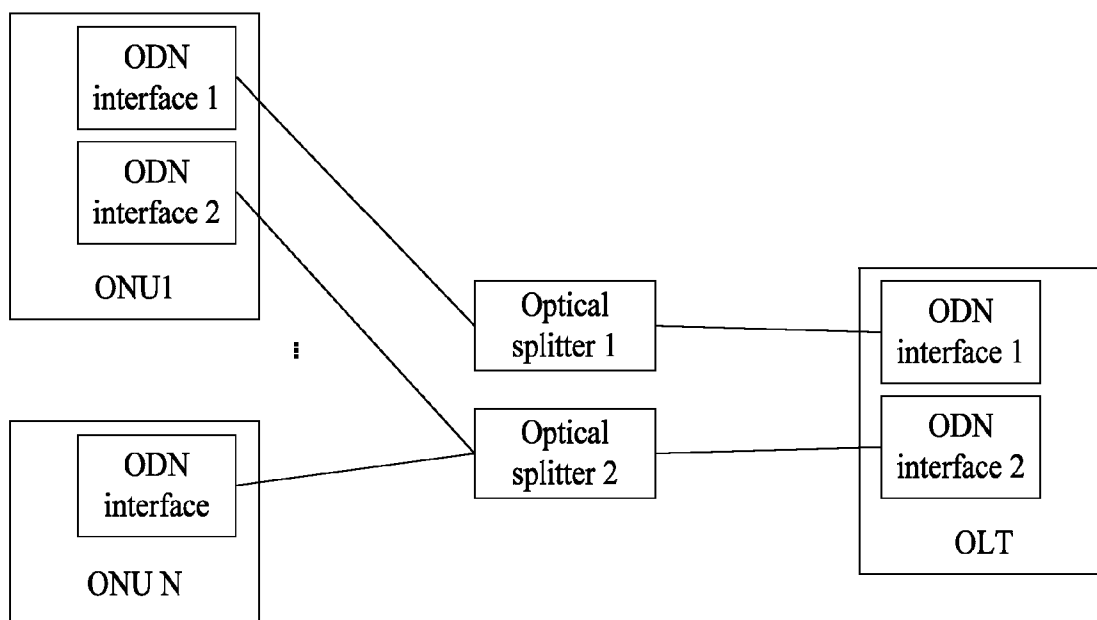 ODN
interface 1
ODN
interface 2
ONU1
ODN
interface
ONU N
Optical
splitter 1
Optical
splitter 2
ODN
interface 1
ODN
interface 2
OLT